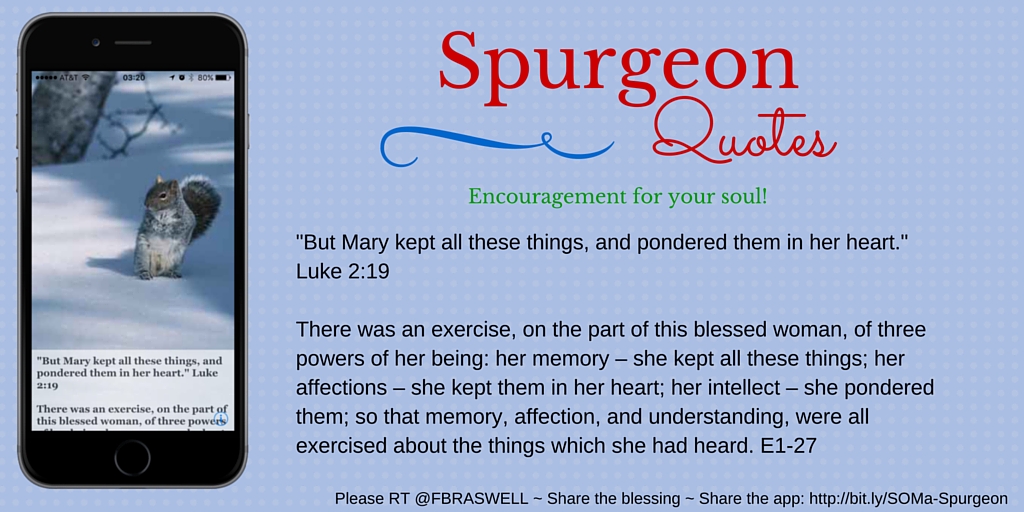 AT&T 03:20 80%
"But Mary kept all these things, and
pondered them in her heart." Luke
2:19
There was an exercise, on the part of
this blessed woman, of three powers
Spurgeon
Quotes
Encouragement for your soul!
"But Mary kept all these things, and pondered them in her heart."
Luke 2:19
There was an exercise, on the part of this blessed woman, of three
powers of her being: her memory – she kept all these things; her
affections – she kept them in her heart; her intellect – she pondered
them; so that memory, affection, and understanding, were all
exercised about the things which she had heard. E1-27
Please RT @FBRASWELL ~ Share the blessing ~ Share the app: http://bit.ly/SOMa-Spurgeon